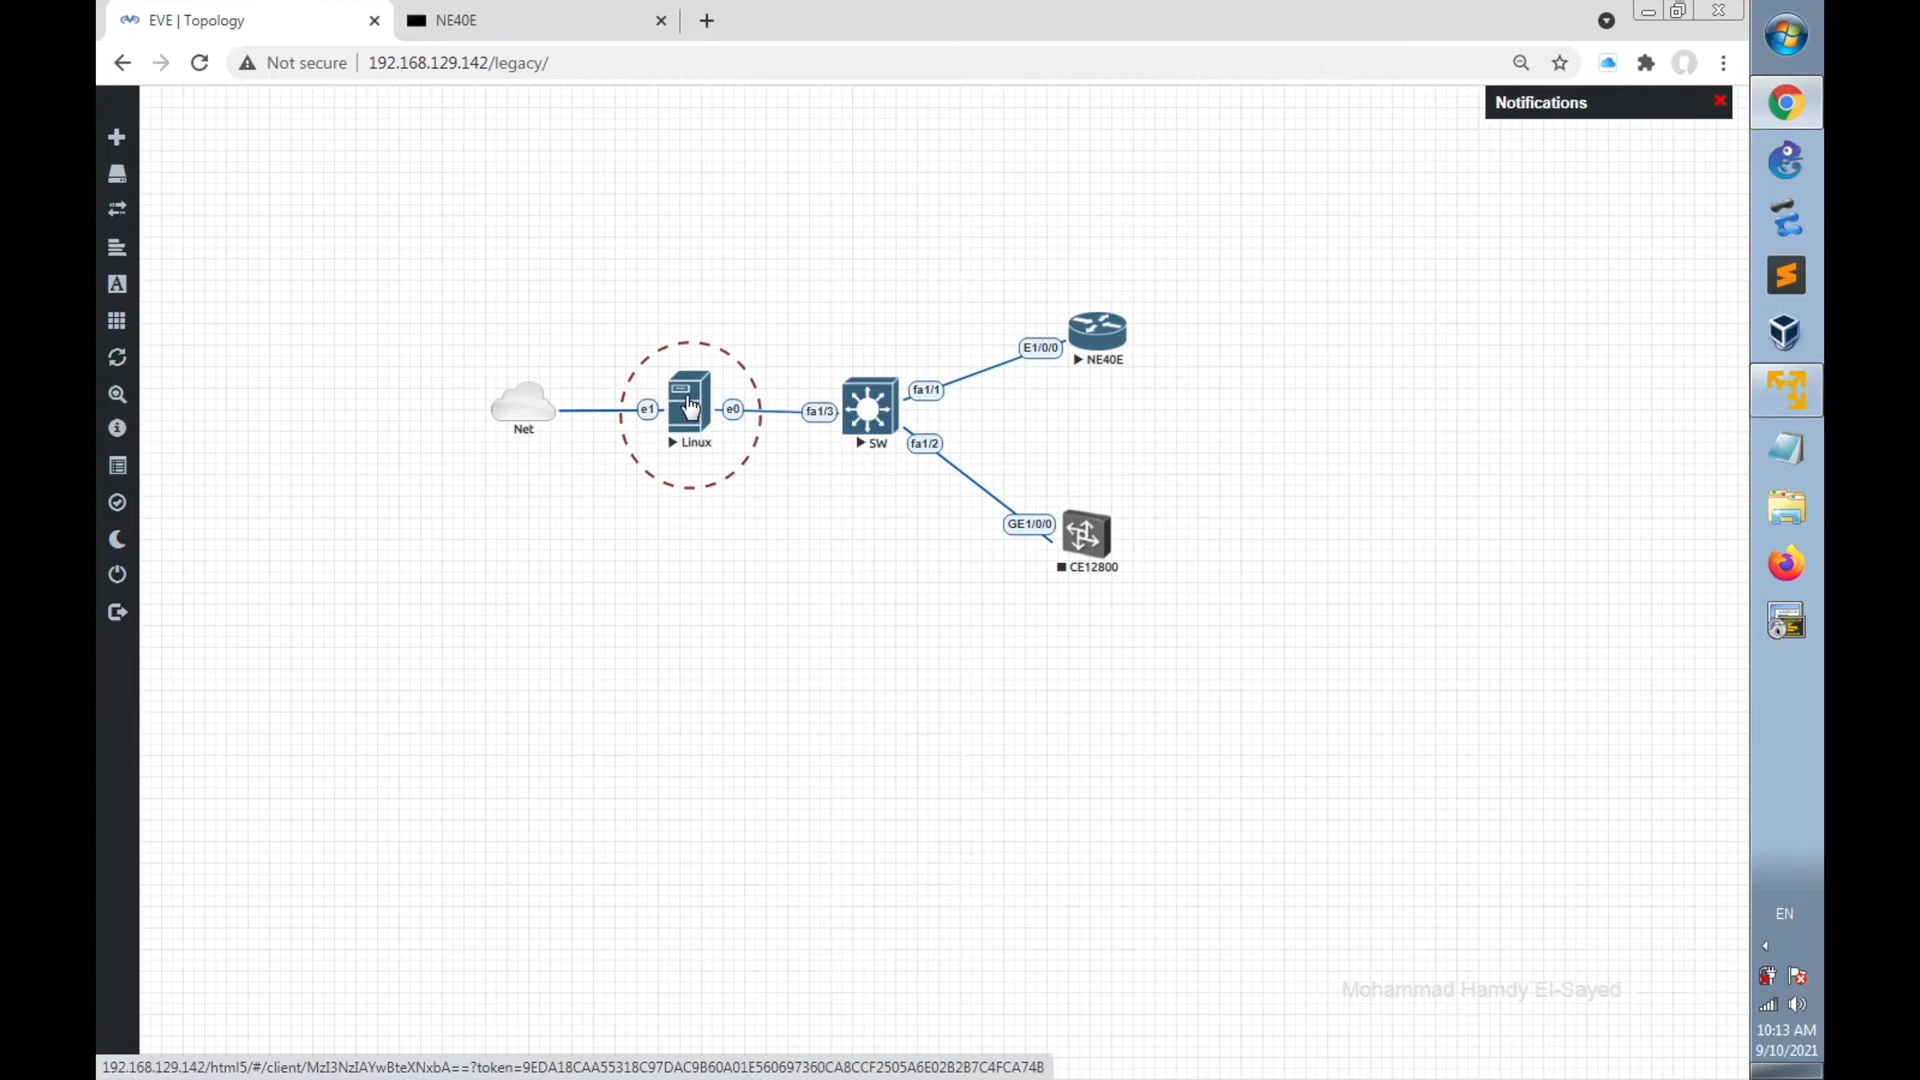 EVE | Topology
NE40E
Not secure
192.168.129.142/legacy/
Notifications
E1/0/0
NE40E
fa1/1
Net
e1
e0
Linux
fa1/3
SW
fa1/2
GE1/0/0
CE12800
Mohammad Hamdy El-Sayed
EN
10:13 AM
9/10/2021
192.168.129.142/html5/#/client/MzI3NzIAYwBteXNxbA==?token=9EDA18CAA55318C97DAC9B60A01E560697360CA8CCF2505A6E02B2B7C4FCA74B